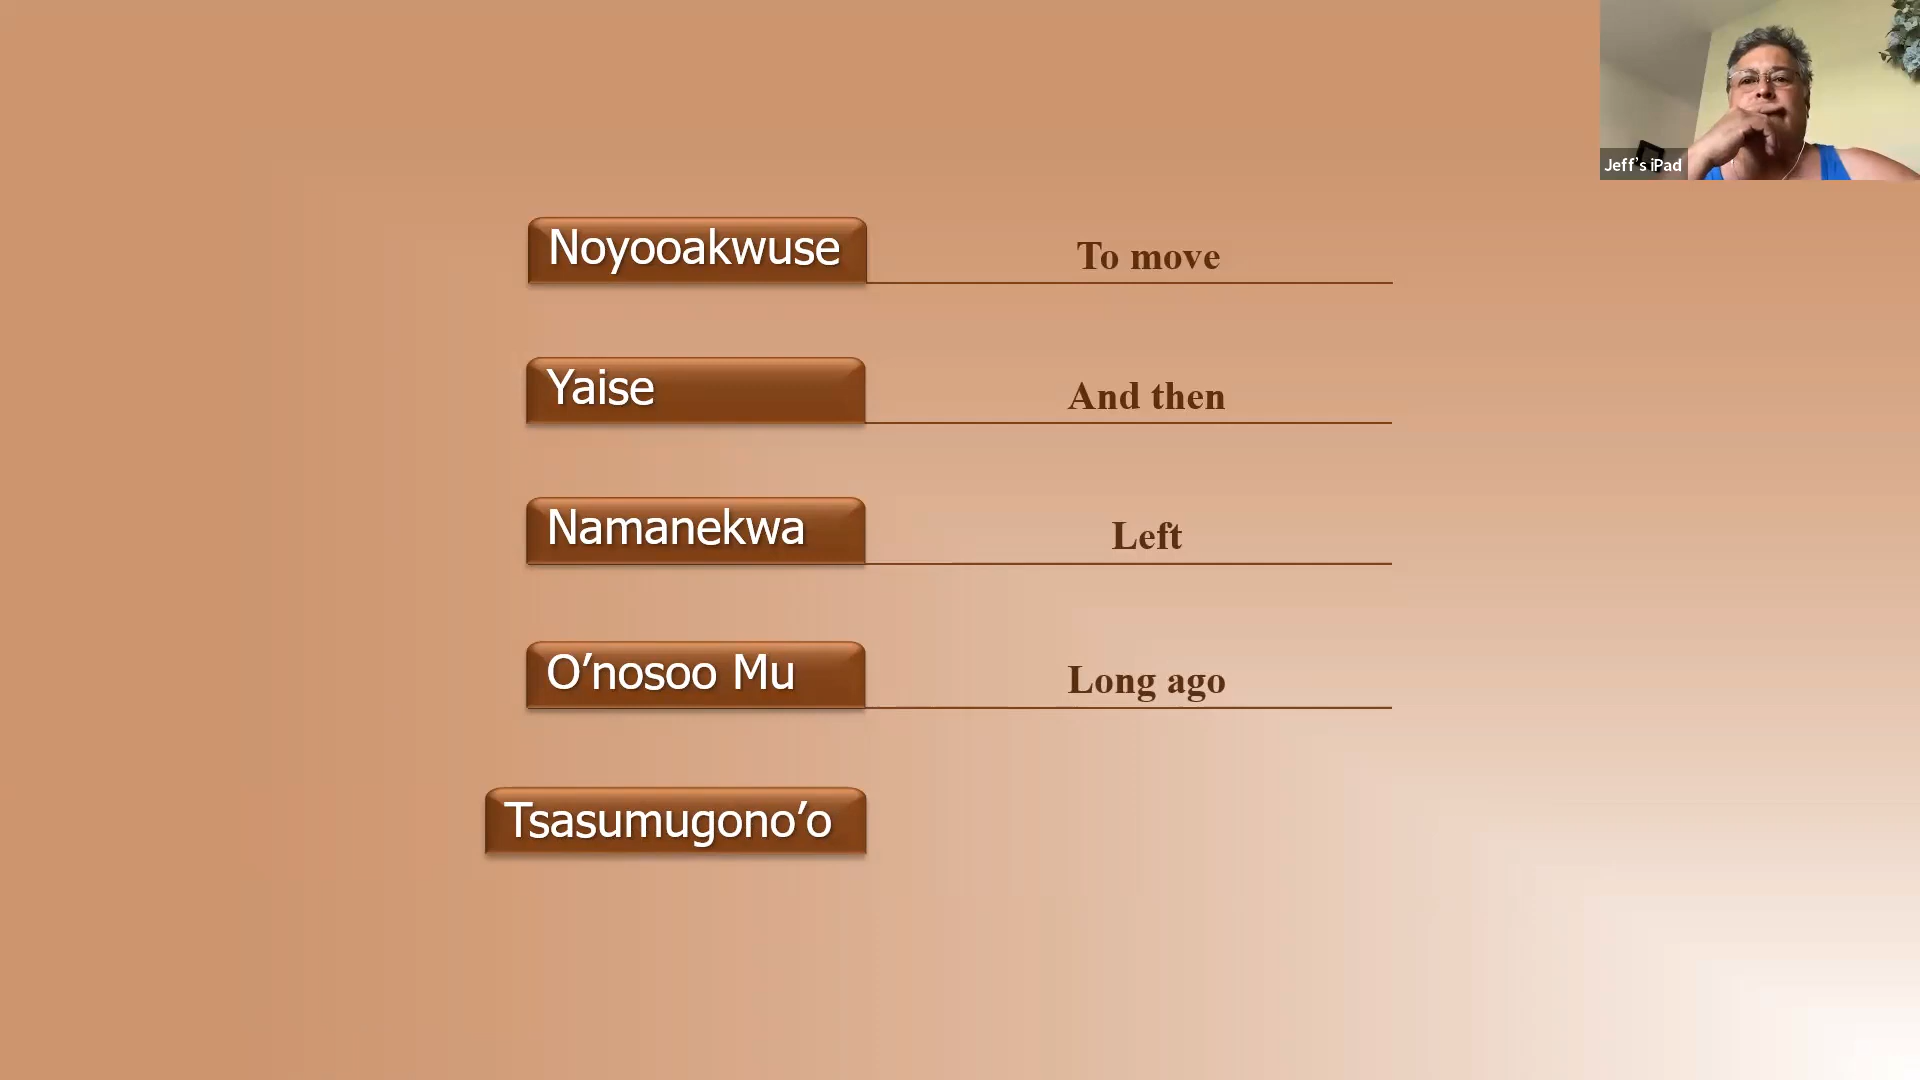 Jeff's iPad
Noyooakwuse To move
Yaise And then
Namanekwa Left
O’nosoo Mu Long ago
Tsasumugono’o